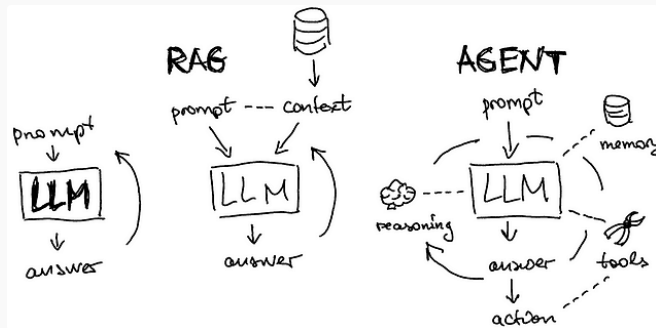 prompt
LLM
answer
RAG
prompt --- context
LLM
answer
AGENT
prompt
memory
LLM
reasoning
answer
tools
action